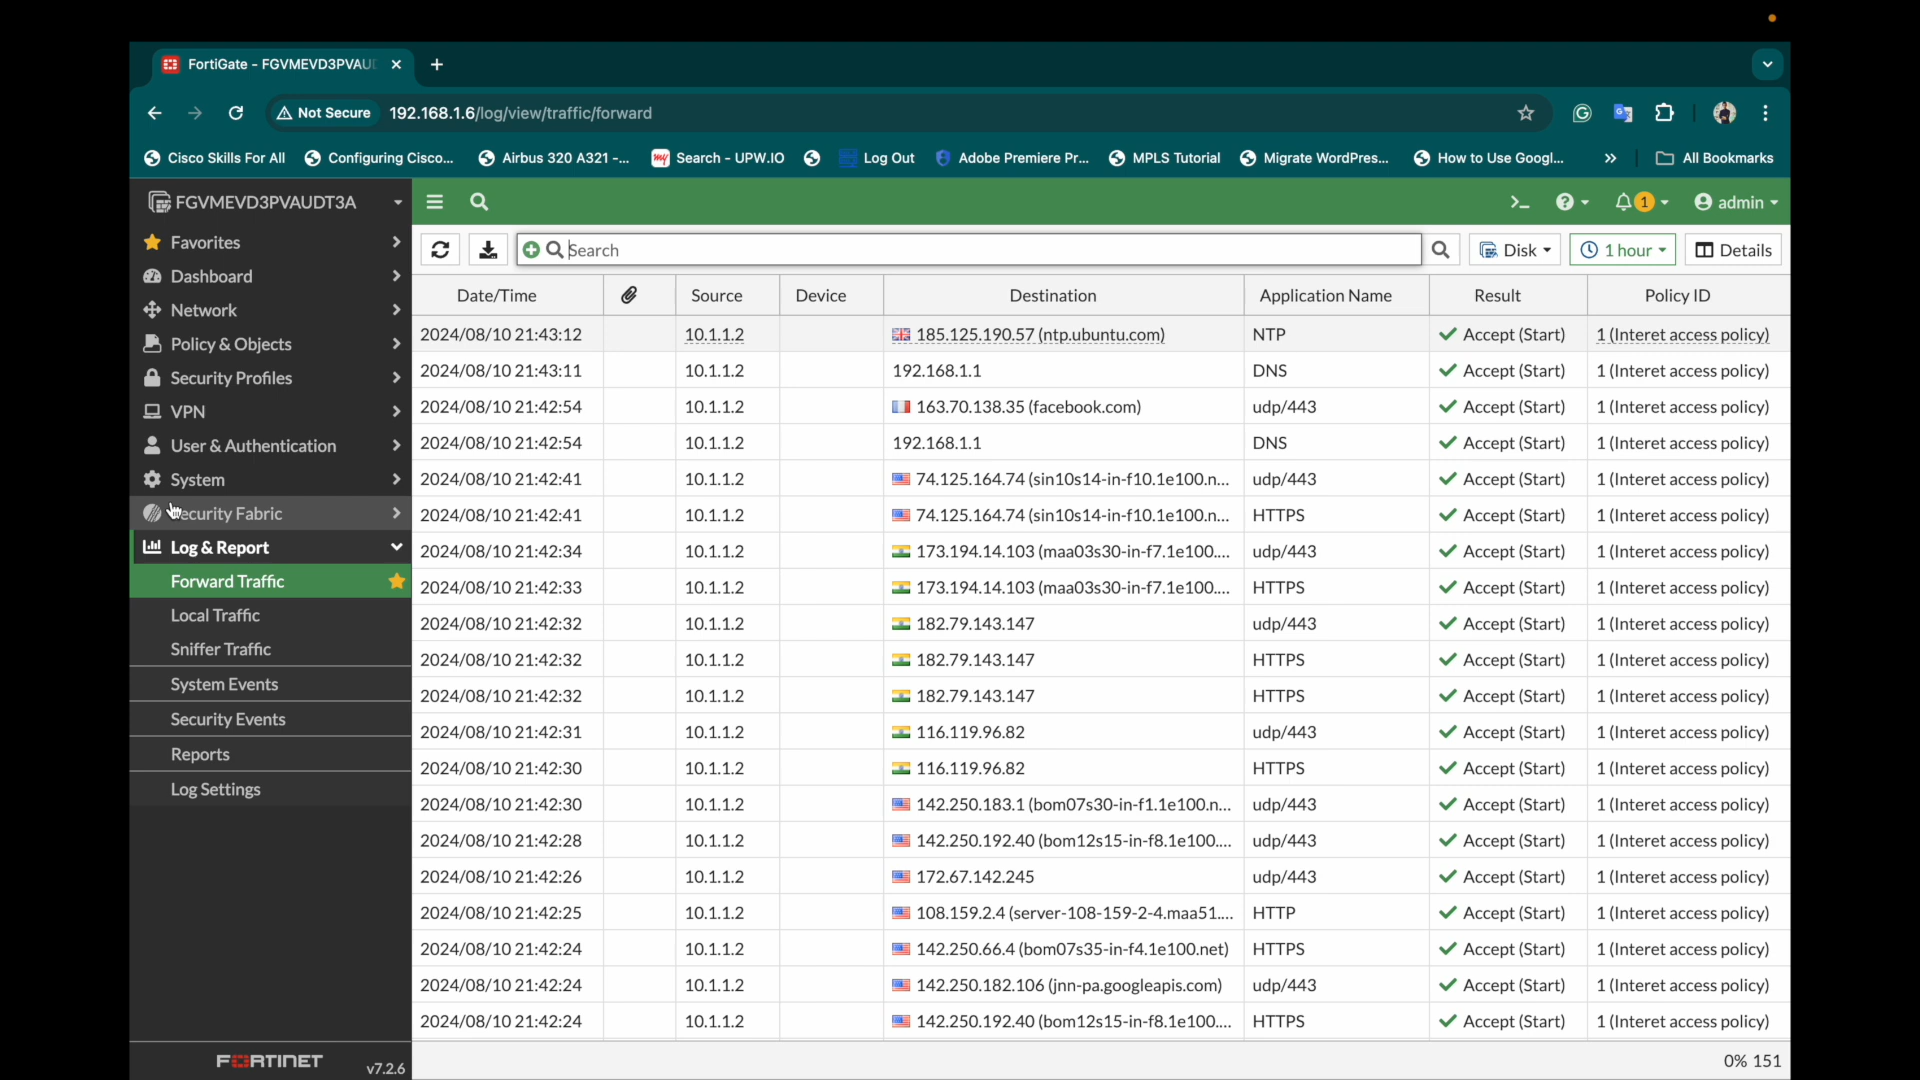 FortiGate - FGVMEVD3PVAUD
Not Secure 192.168.1.6/log/view/traffic/forward
Cisco Skills For All Configuring Cisco... Airbus 320 A321 -... my Search - UPW.IO Log Out Adobe Premiere Pr... MPLS Tutorial Migrate WordPres... How to Use Googl... » All Bookmarks
FGVMEVD3PVAUDT3A
>_ ? 1 admin
Favorites
Dashboard
Network
Policy & Objects
Security Profiles
VPN
User & Authentication
System
ecurity Fabric
Log & Report
Forward Traffic
Local Traffic
Sniffer Traffic
System Events
Security Events
Reports
Log Settings
FORTINET v7.2.6
Search Disk 1 hour Details
Date/Time Source Device Destination Application Name Result Policy ID
2024/08/10 21:43:12 10.1.1.2 185.125.190.57 (ntp.ubuntu.com) NTP Accept (Start) 1 (Interet access policy)
2024/08/10 21:43:11 10.1.1.2 192.168.1.1 DNS Accept (Start) 1 (Interet access policy)
2024/08/10 21:42:54 10.1.1.2 163.70.138.35 (facebook.com) udp/443 Accept (Start) 1 (Interet access policy)
2024/08/10 21:42:54 10.1.1.2 192.168.1.1 DNS Accept (Start) 1 (Interet access policy)
2024/08/10 21:42:41 10.1.1.2 74.125.164.74 (sin10s14-in-f10.1e100.n... udp/443 Accept (Start) 1 (Interet access policy)
2024/08/10 21:42:41 10.1.1.2 74.125.164.74 (sin10s14-in-f10.1e100.n... HTTPS Accept (Start) 1 (Interet access policy)
2024/08/10 21:42:34 10.1.1.2 173.194.14.103 (maa03s30-in-f7.1e100.... udp/443 Accept (Start) 1 (Interet access policy)
2024/08/10 21:42:33 10.1.1.2 173.194.14.103 (maa03s30-in-f7.1e100.... HTTPS Accept (Start) 1 (Interet access policy)
2024/08/10 21:42:32 10.1.1.2 182.79.143.147 udp/443 Accept (Start) 1 (Interet access policy)
2024/08/10 21:42:32 10.1.1.2 182.79.143.147 HTTPS Accept (Start) 1 (Interet access policy)
2024/08/10 21:42:32 10.1.1.2 182.79.143.147 HTTPS Accept (Start) 1 (Interet access policy)
2024/08/10 21:42:31 10.1.1.2 116.119.96.82 udp/443 Accept (Start) 1 (Interet access policy)
2024/08/10 21:42:30 10.1.1.2 116.119.96.82 HTTPS Accept (Start) 1 (Interet access policy)
2024/08/10 21:42:30 10.1.1.2 142.250.183.1 (bom07s30-in-f1.1e100.n... udp/443 Accept (Start) 1 (Interet access policy)
2024/08/10 21:42:28 10.1.1.2 142.250.192.40 (bom12s15-in-f8.1e100.... udp/443 Accept (Start) 1 (Interet access policy)
2024/08/10 21:42:26 10.1.1.2 172.67.142.245 udp/443 Accept (Start) 1 (Interet access policy)
2024/08/10 21:42:25 10.1.1.2 108.159.2.4 (server-108-159-2-4.maa51.... HTTP Accept (Start) 1 (Interet access policy)
2024/08/10 21:42:24 10.1.1.2 142.250.66.4 (bom07s35-in-f4.1e100.net) HTTPS Accept (Start) 1 (Interet access policy)
2024/08/10 21:42:24 10.1.1.2 142.250.182.106 (jnn-pa.googleapis.com) udp/443 Accept (Start) 1 (Interet access policy)
2024/08/10 21:42:24 10.1.1.2 142.250.192.40 (bom12s15-in-f8.1e100.... HTTPS Accept (Start) 1 (Interet access policy)
0% 151